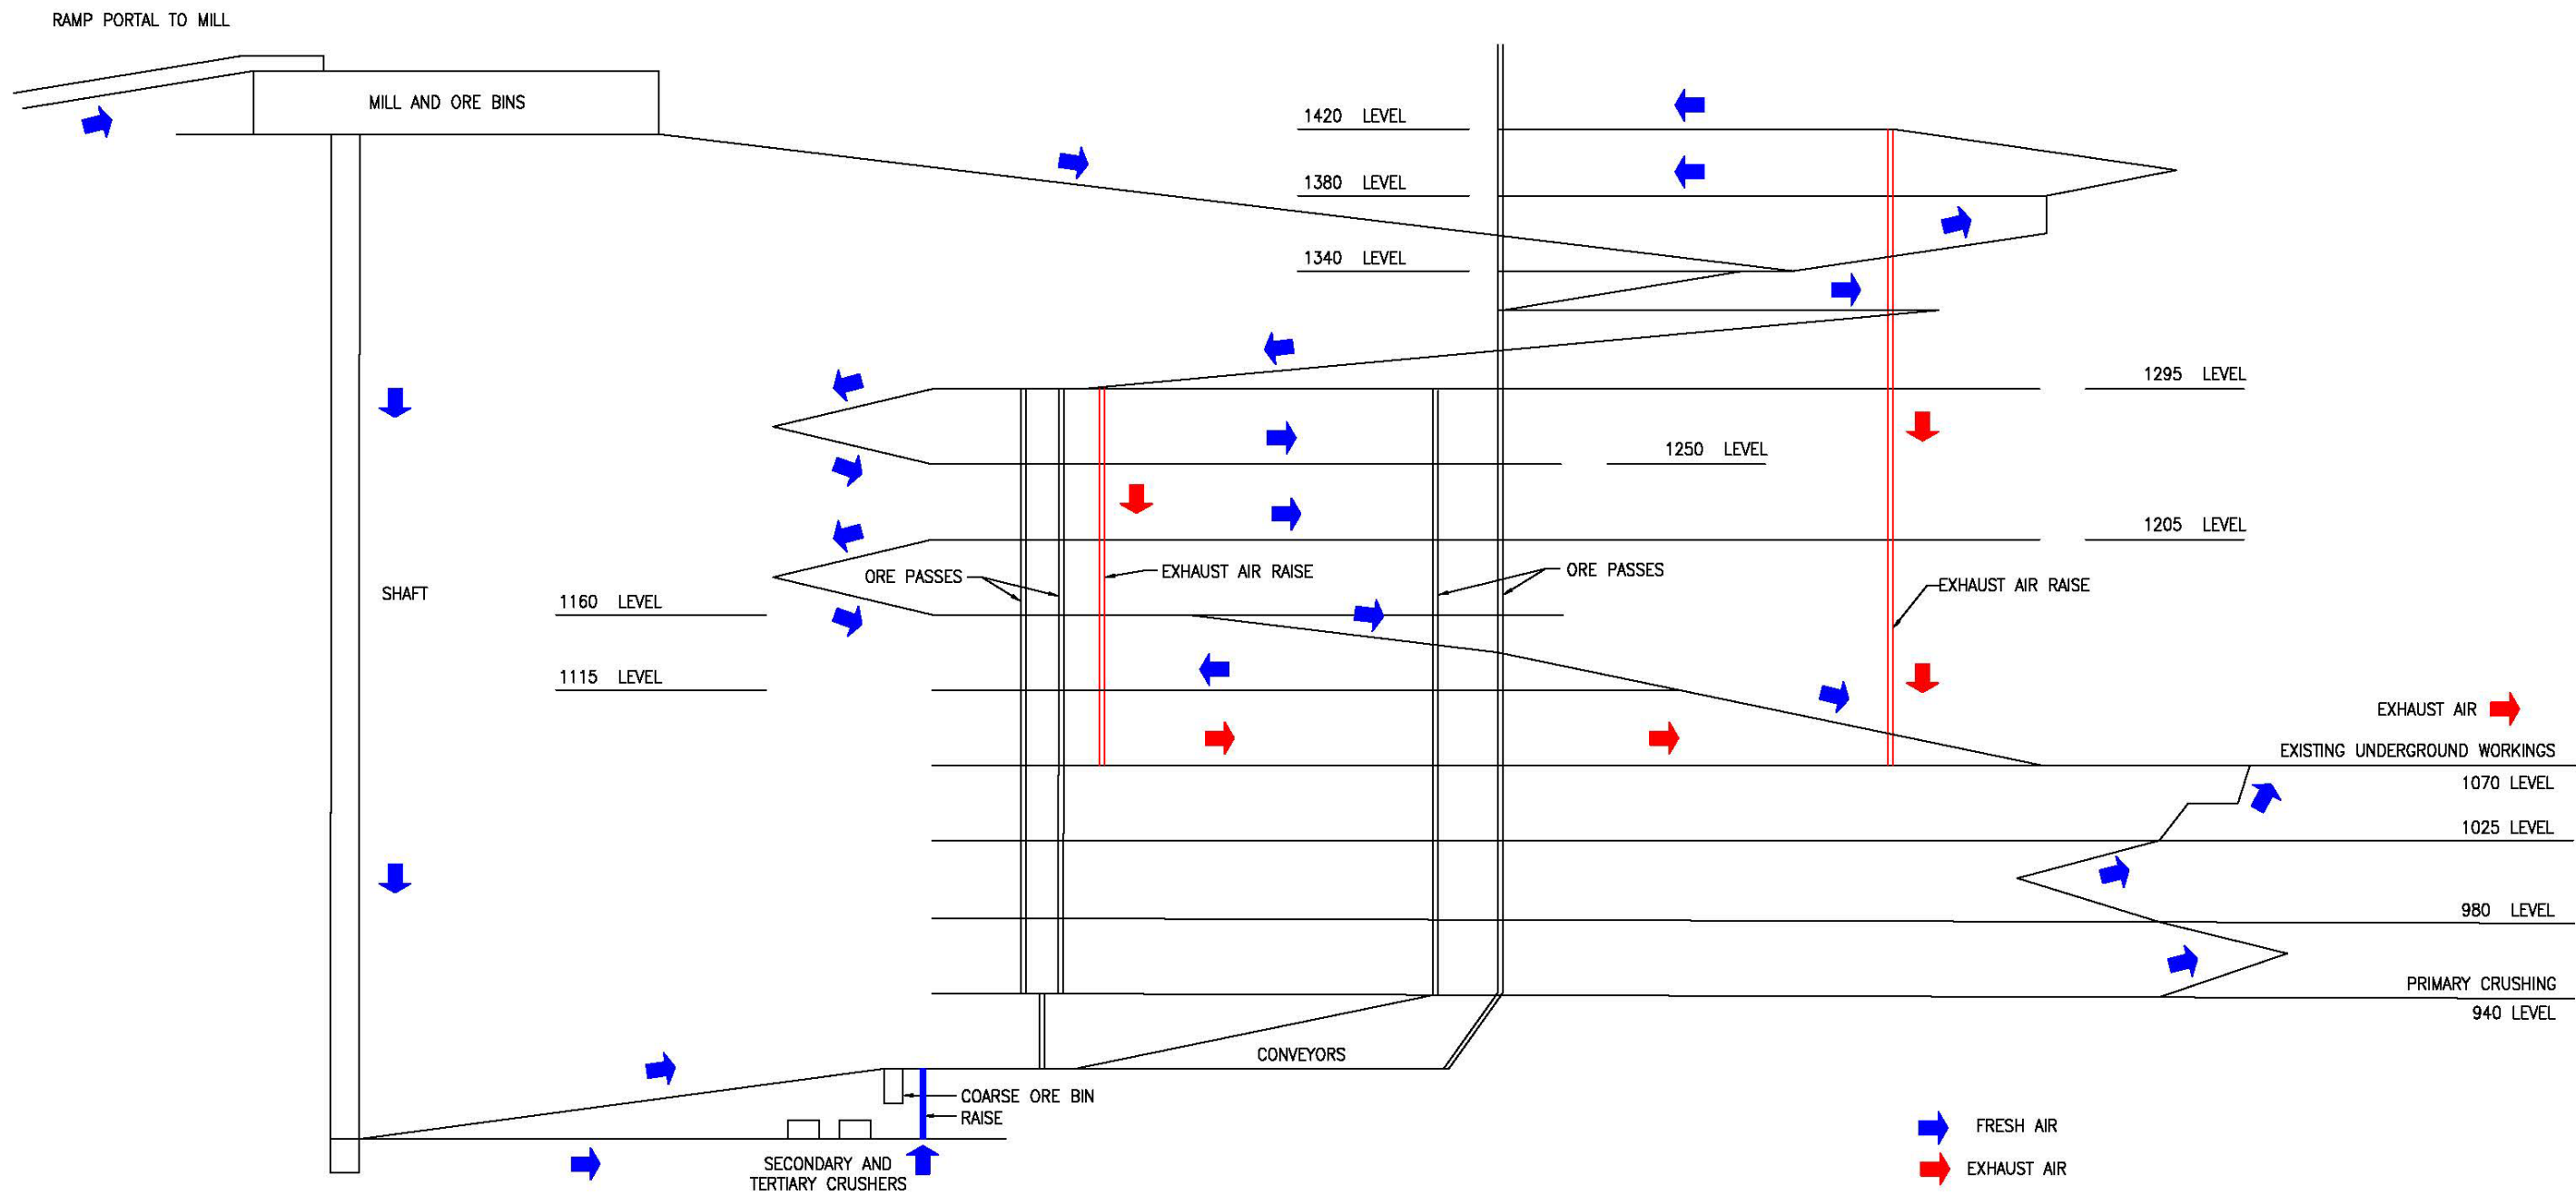 RAMP PORTAL TO MILL
MILL AND ORE BINS
1420 LEVEL
1380 LEVEL
1340 LEVEL
1295 LEVEL
1250 LEVEL
1205 LEVEL
ORE PASSES
EXHAUST AIR RAISE
ORE PASSES
EXHAUST AIR RAISE
SHAFT
1160 LEVEL
1115 LEVEL
EXHAUST AIR
EXISTING UNDERGROUND WORKINGS
1070 LEVEL
1025 LEVEL
980 LEVEL
PRIMARY CRUSHING
940 LEVEL
CONVEYORS
COARSE ORE BIN
RAISE
SECONDARY AND
TERTIARY CRUSHERS
FRESH AIR
EXHAUST AIR